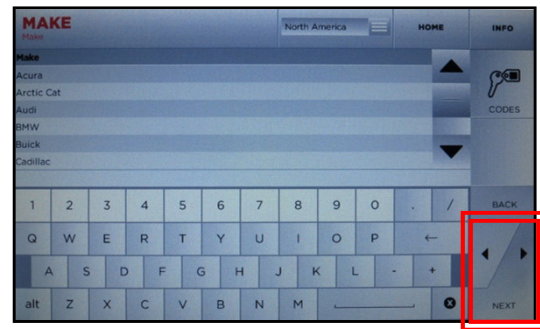 MAKE
Make
North America
HOME
INFO
Make
Acura
Arctic Cat
Audi
BMW
Buick
Cadillac
CODES
1 2 3 4 5 6 7 8 9 0 . /
BACK
Q W E R T Y U I O P ←
A S D F G H J K L - +
alt Z X C V B N M
NEXT